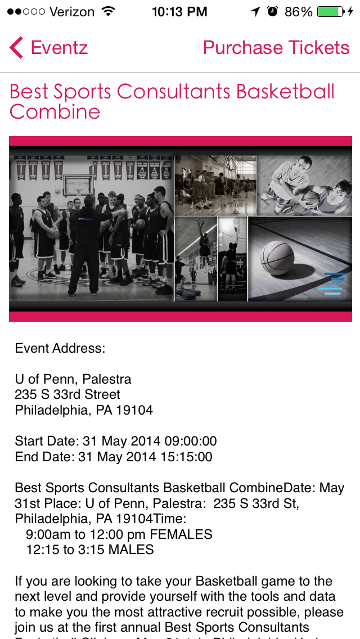 Verizon 10:13 PM 86%
Eventz Purchase Tickets
Best Sports Consultants Basketball
Combine
Event Address:
U of Penn, Palestra
235 S 33rd Street
Philadelphia, PA 19104
Start Date: 31 May 2014 09:00:00
End Date: 31 May 2014 15:15:00
Best Sports Consultants Basketball CombineDate: May
31st Place: U of Penn, Palestra:  235 S 33rd St,
Philadelphia, PA 19104Time:
9:00am to 12:00 pm FEMALES
12:15 to 3:15 MALES
If you are looking to take your Basketball game to the
next level and provide yourself with the tools and data
to make you the most attractive recruit possible, please
join us at the first annual Best Sports Consultants